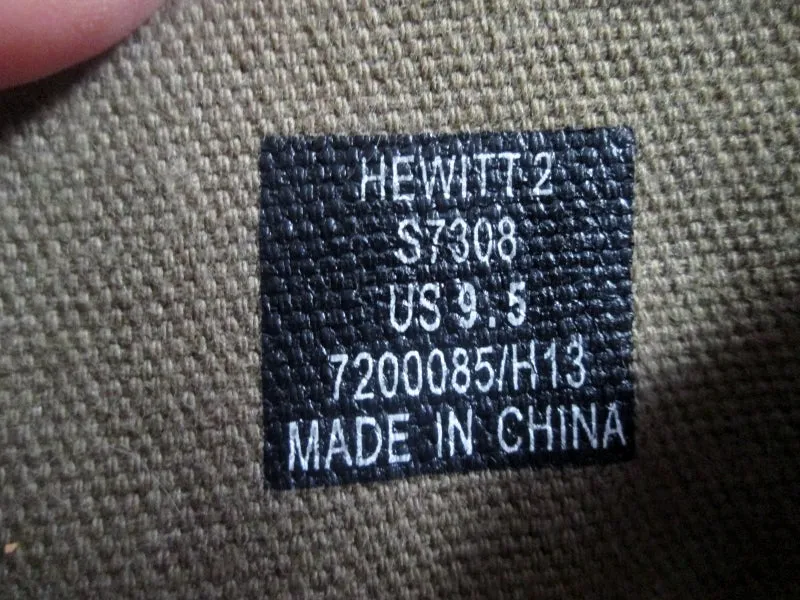 HEWITT 2
S7308
US 9.5
7200085/H13
MADE IN CHINA